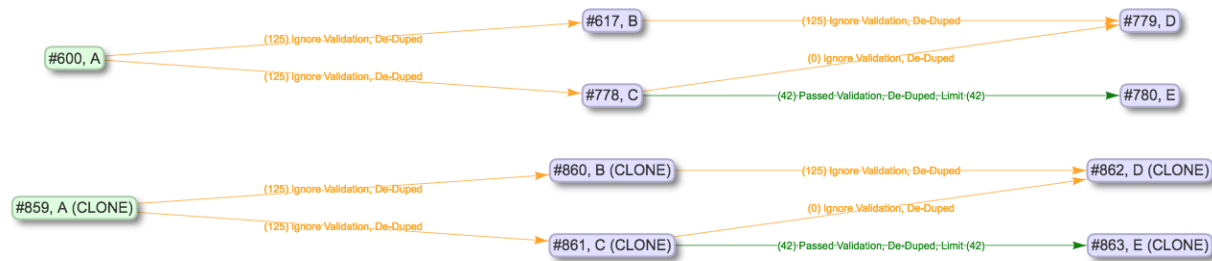 #617, B
(125) Ignore Validation, De-Duped
#779, D
(125) Ignore Validation, De-Duped
#600, A
(0) Ignore Validation, De-Duped
(125) Ignore Validation, De-Duped
#778, C
(42) Passed Validation, De-Duped, Limit (42)
#780, E
#860, B (CLONE)
(125) Ignore Validation, De-Duped
#862, D (CLONE)
(125) Ignore Validation, De-Duped
#859, A (CLONE)
(0) Ignore Validation, De-Duped
(125) Ignore Validation, De-Duped
#861, C (CLONE)
(42) Passed Validation, De-Duped, Limit (42)
#863, E (CLONE)